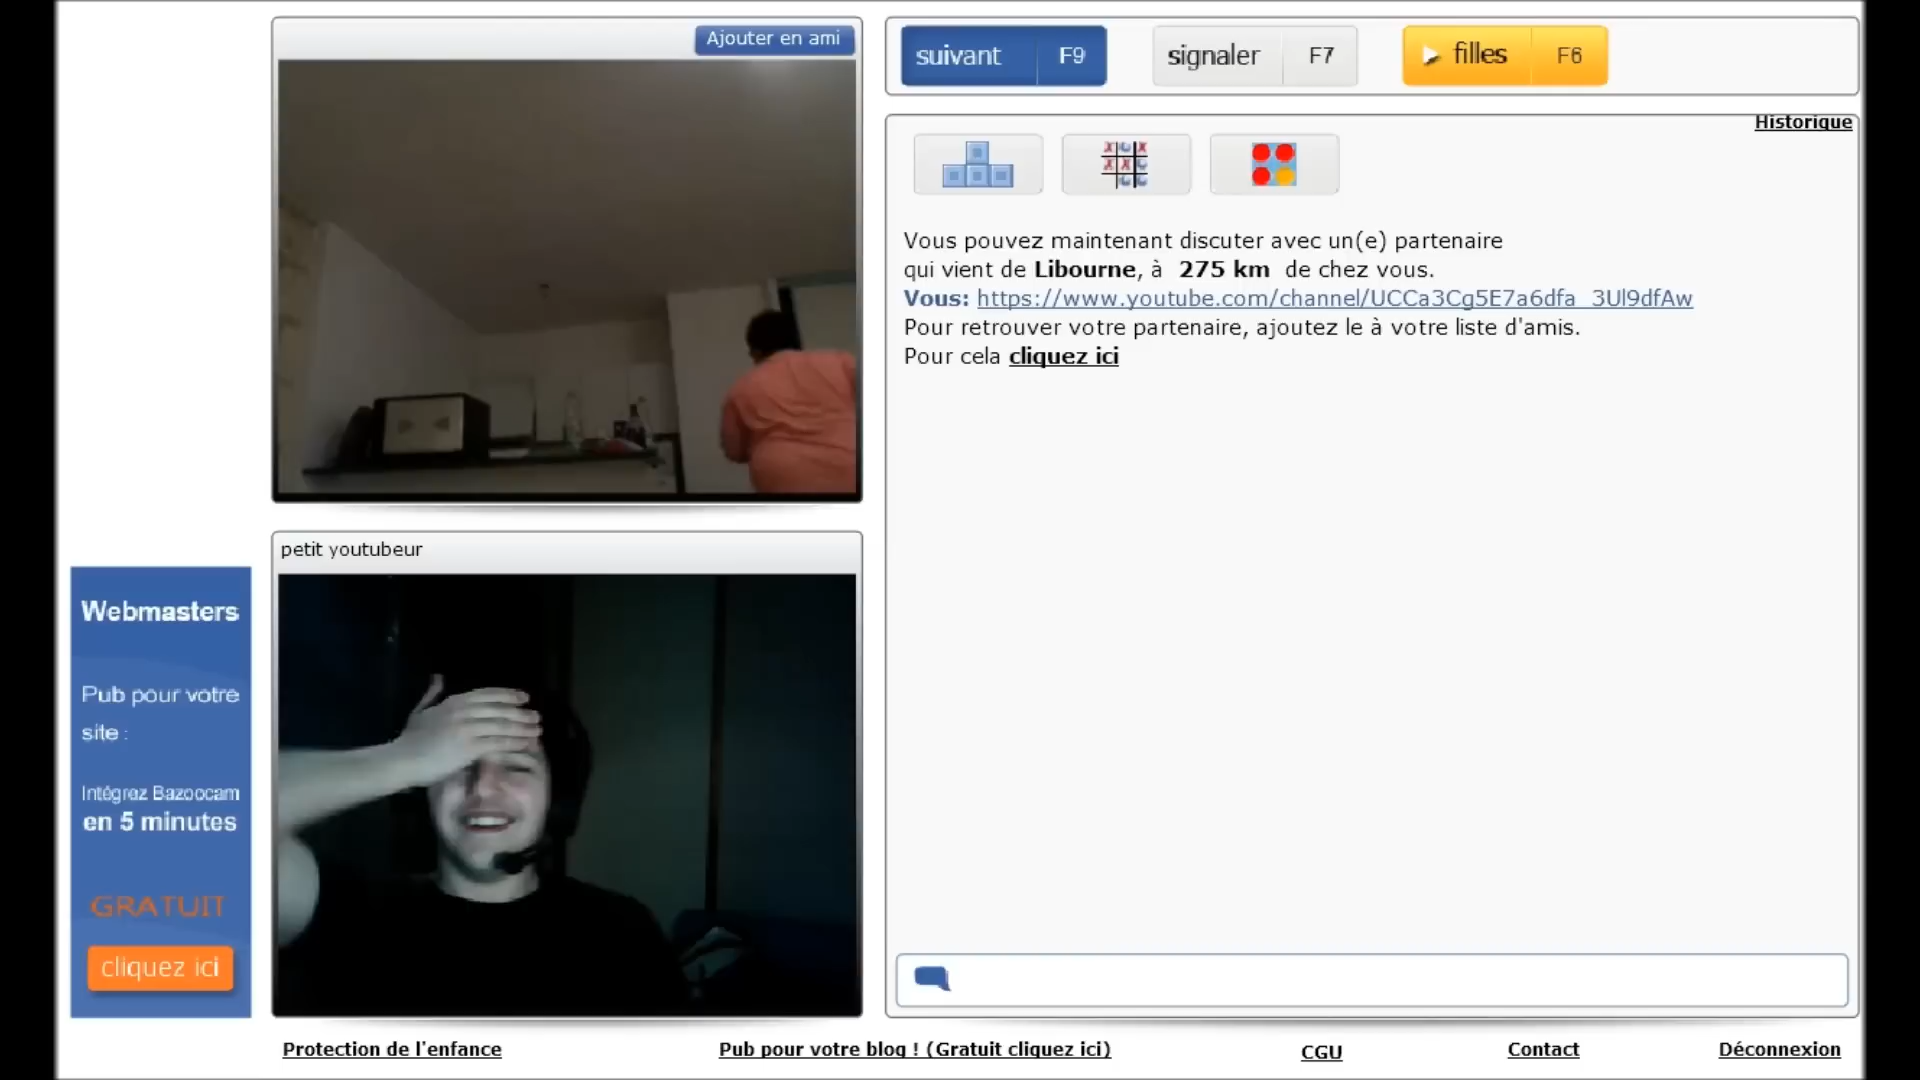 Ajouter en ami
suivant F9
signaler F7
filles F6
Historique
Vous pouvez maintenant discuter avec un(e) partenaire
qui vient de Libourne, à 275 km de chez vous.
Vous: https://www.youtube.com/channel/UCCa3Cg5E7a6dfa_3Ul9dfAw
Pour retrouver votre partenaire, ajoutez le à votre liste d'amis.
Pour cela cliquez ici
petit youtubeur
Webmasters
Pub pour votre
site :
Intégrez Bazoocam
en 5 minutes
GRATUIT
cliquez ici
Protection de l'enfance
Pub pour votre blog ! (Gratuit cliquez ici)
CGU
Contact
Déconnexion